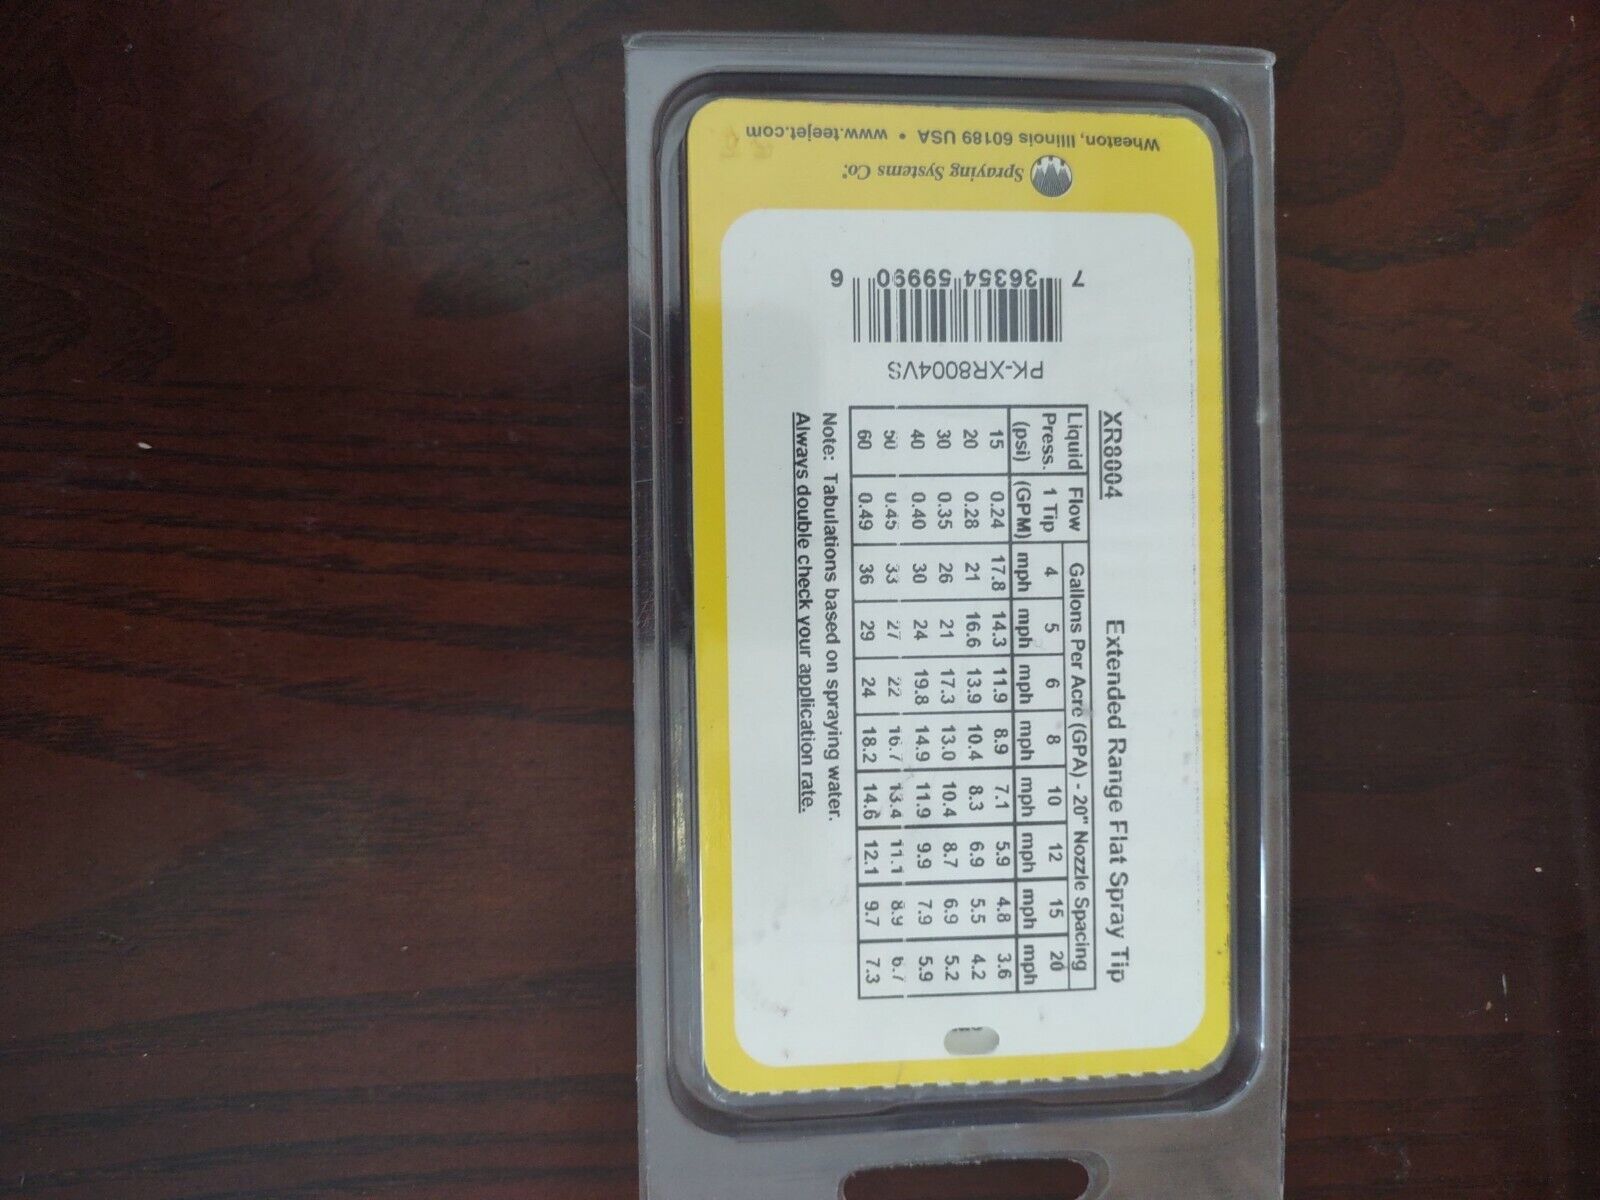 Wheaton, Illinois 60189 USA • www.teejet.com
Spraying Systems Co.®
7 36354 59990 6
PK-XR8004VS
XR8004 Extended Range Flat Spray Tip
Liquid Flow Gallons Per Acre (GPA) - 20" Nozzle Spacing
Press. 1 Tip 4 5 6 8 10 12 15 20
(psi) (GPM) mph mph mph mph mph mph mph mph
15 0.24 17.8 14.3 11.9 8.9 7.1 5.9 4.8 3.6
20 0.28 21 16.6 13.9 10.4 8.3 6.9 5.5 4.2
30 0.35 26 21 17.3 13.0 10.4 8.7 6.9 5.2
40 0.40 30 24 19.8 14.9 11.9 9.9 7.9 5.9
50 0.45 33 27 22 16.7 13.4 11.1 8.9 6.7
60 0.49 36 29 24 18.2 14.6 12.1 9.7 7.3
Note: Tabulations based on spraying water.
Always double check your application rate.